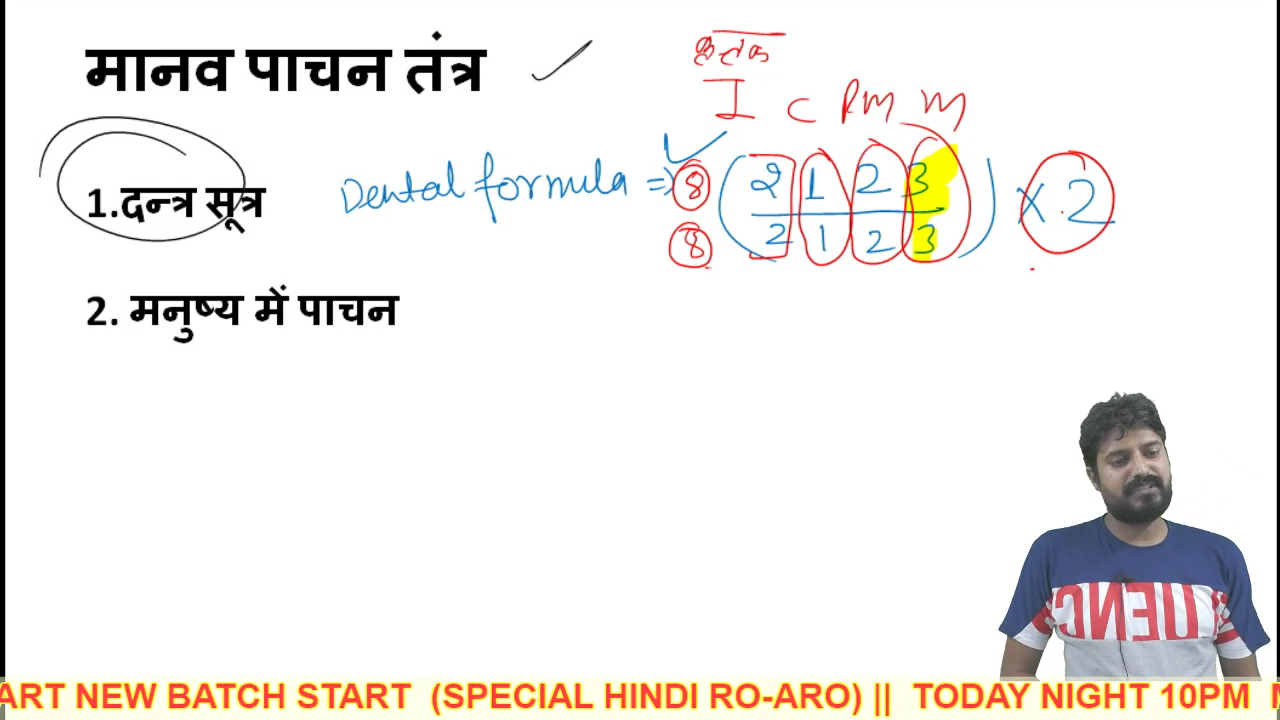 मानव पाचन तंत्र
I C PM M
1.दन्त्र सूत्र
Dental formula ⇒ 8 ( 2 1 2 3 ) × 2
8 2 1 2 3
2. मनुष्य में पाचन
ART NEW BATCH START (SPECIAL HINDI RO-ARO) || TODAY NIGHT 10PM